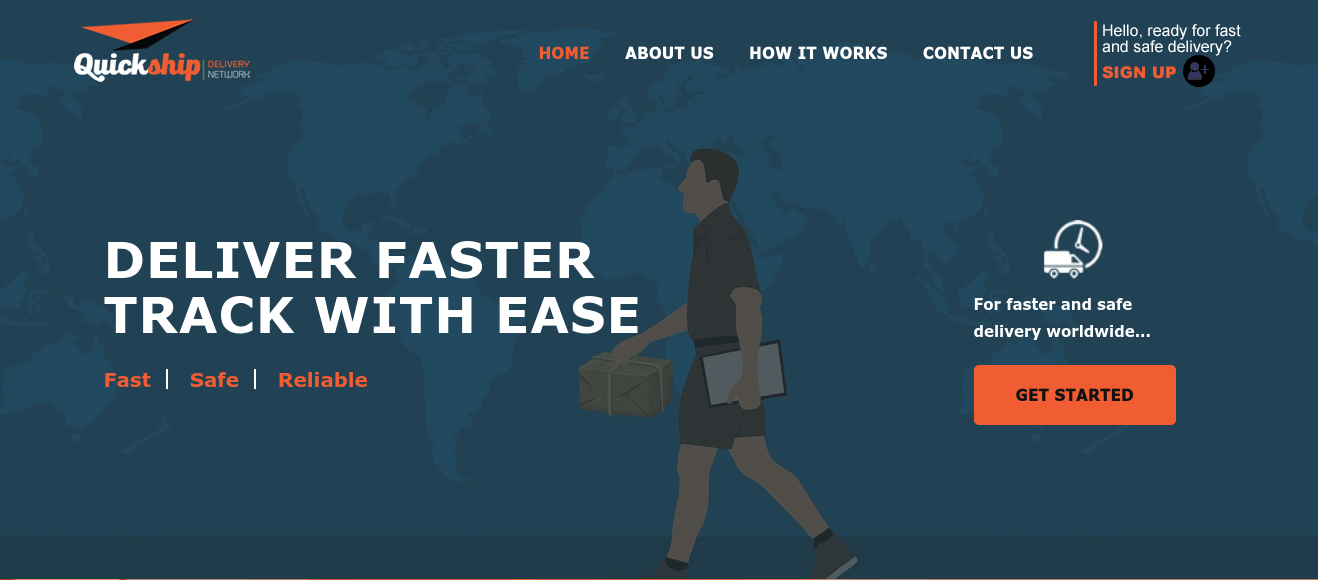 Quickship
DELIVERY
NETWORK
HOME
ABOUT US
HOW IT WORKS
CONTACT US
Hello, ready for fast
and safe delivery?
SIGN UP
DELIVER FASTER
TRACK WITH EASE
Fast
Safe
Reliable
For faster and safe
delivery worldwide...
GET STARTED